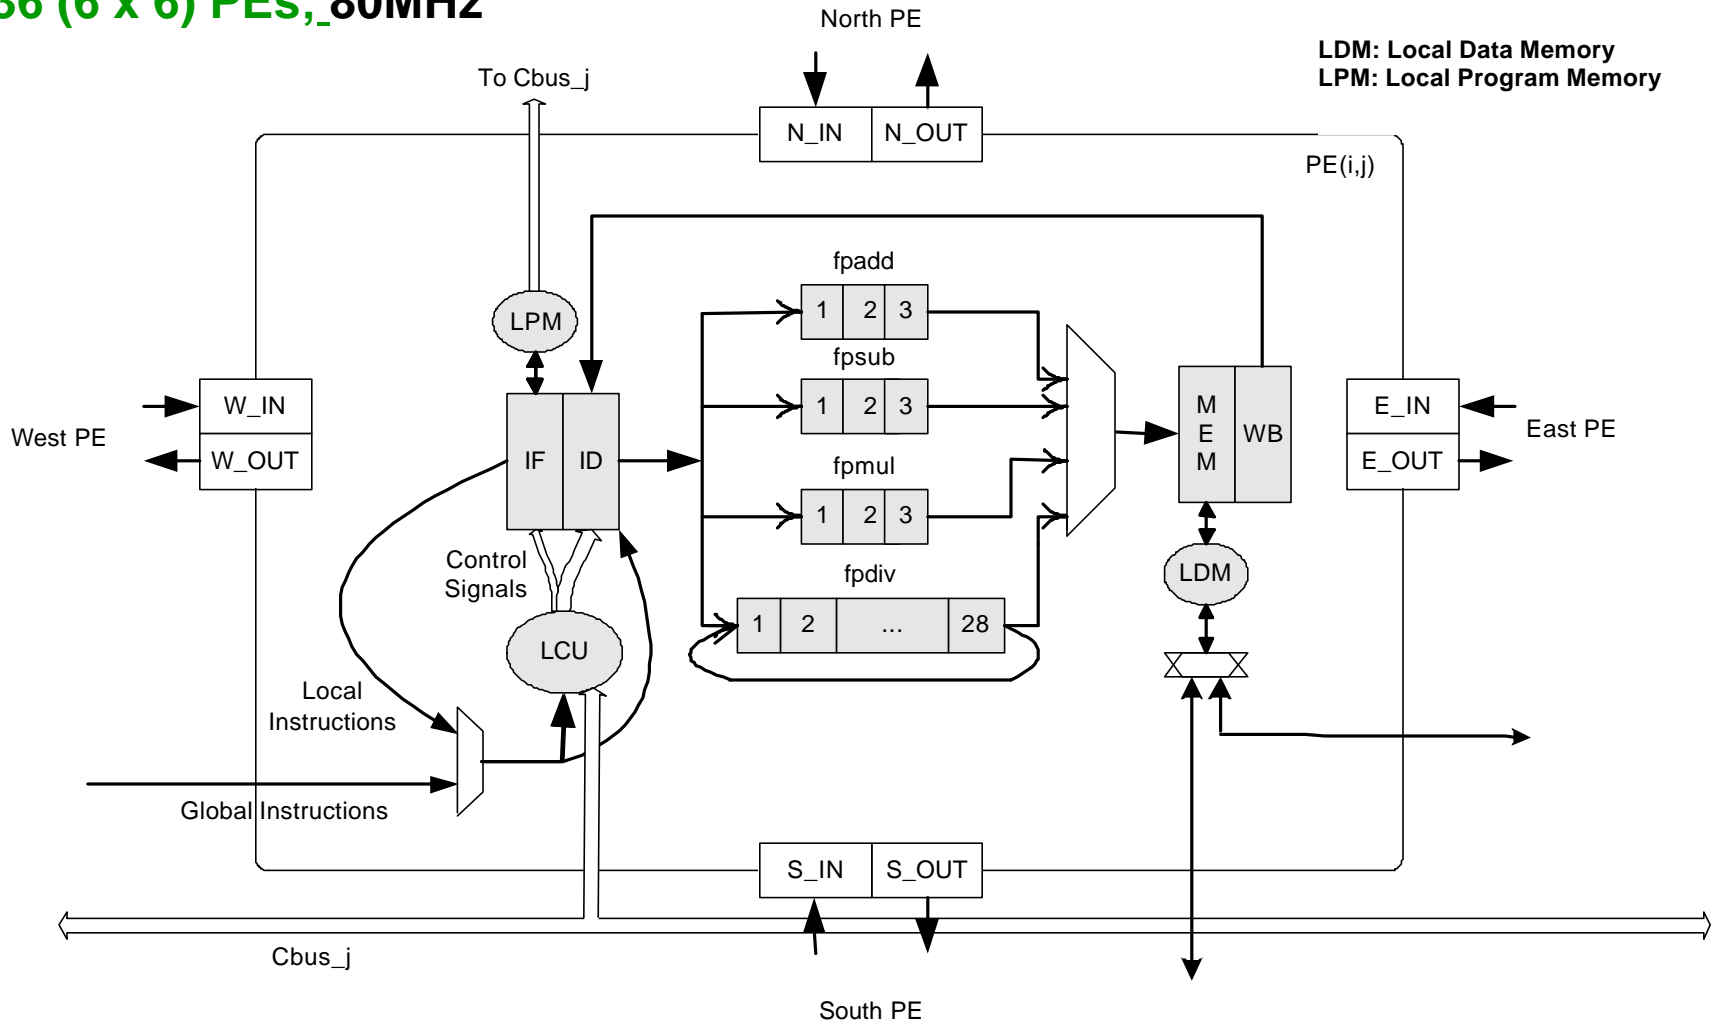 36 (6 x 6) PEs, 80MHz
North PE
LDM: Local Data Memory
LPM: Local Program Memory
To Cbus_j
N_IN
N_OUT
PE(i,j)
fpadd
1 2 3
LPM
fpsub
1 2 3
W_IN
W_OUT
West PE
IF
ID
fpmul
1 2 3
M
E
M
WB
E_IN
E_OUT
East PE
Control
Signals
fpdiv
1 2 ... 28
LDM
LCU
Local
Instructions
Global Instructions
S_IN
S_OUT
Cbus_j
South PE